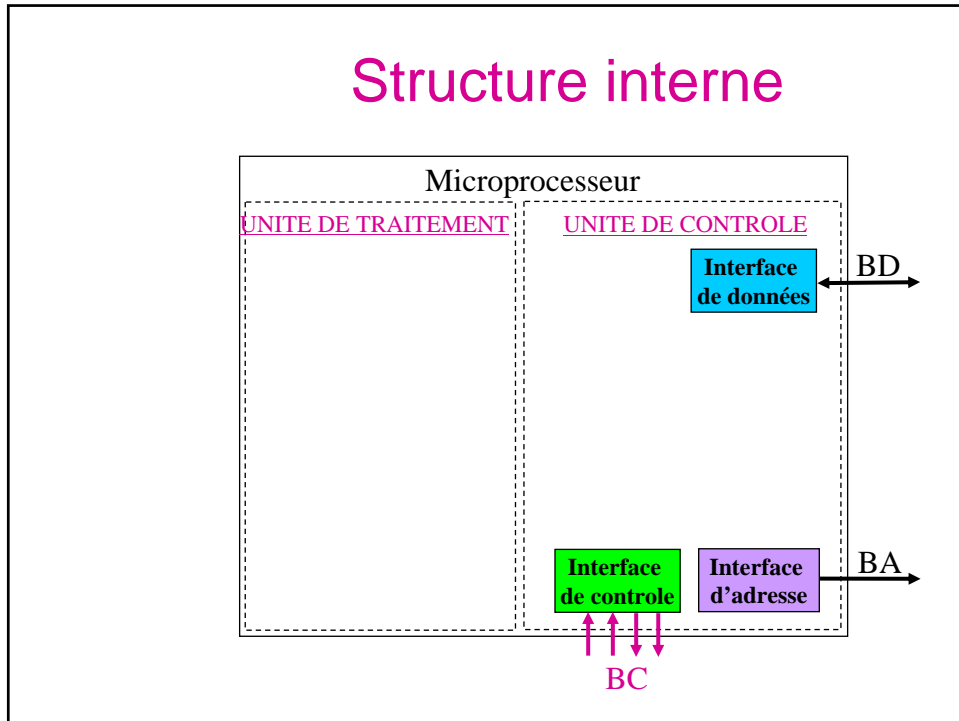 Structure interne
Microprocesseur
UNITE DE TRAITEMENT
UNITE DE CONTROLE
Interface
de données
BD
Interface
de controle
Interface
d'adresse
BA
BC